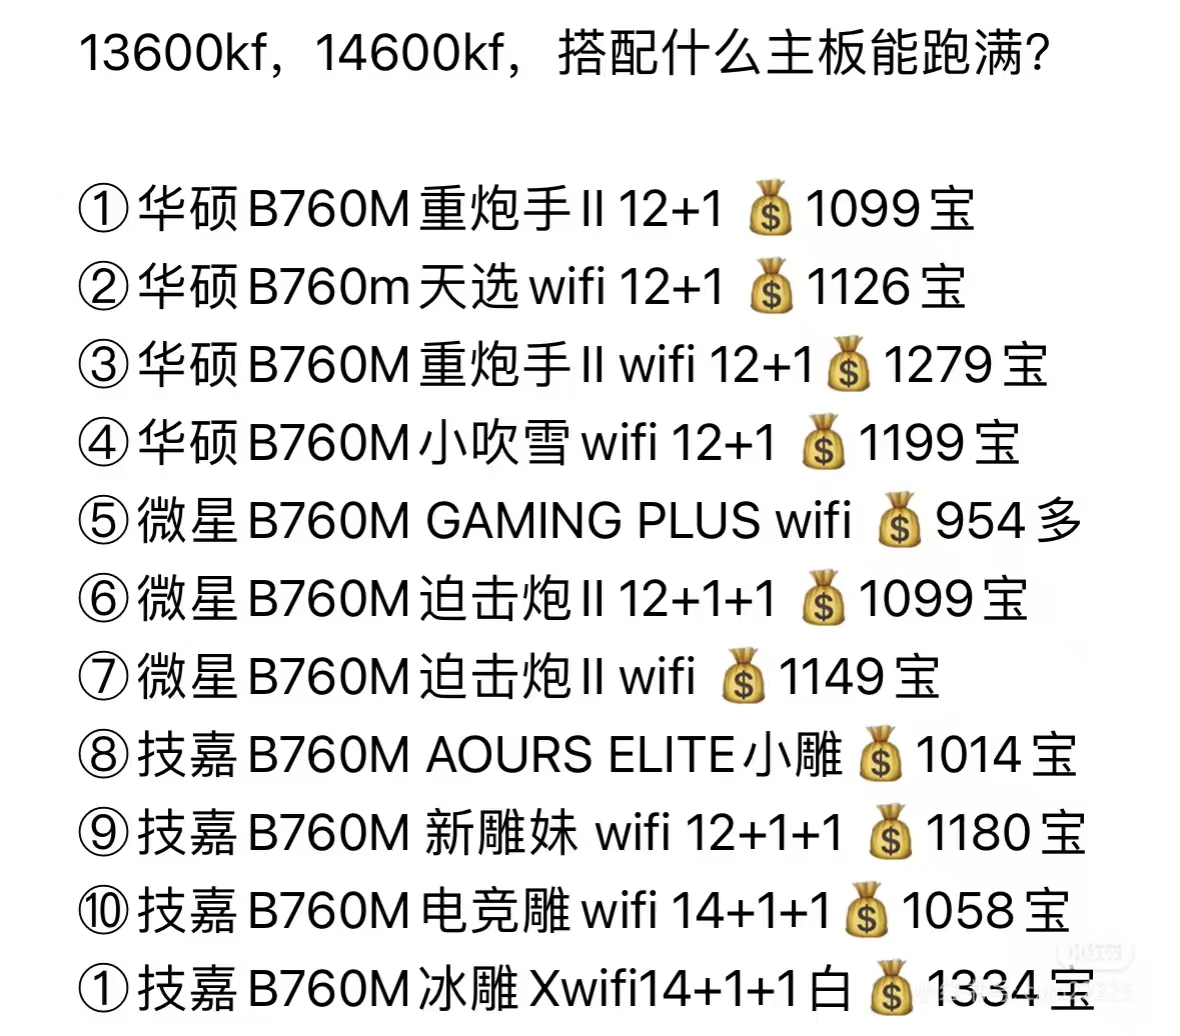 13600kf，14600kf，搭配什么主板能跑满？
①华硕B760M重炮手II 12+1 💰1099宝
②华硕B760m天选wifi 12+1 💰1126宝
③华硕B760M重炮手II wifi 12+1💰1279宝
④华硕B760M小吹雪wifi 12+1 💰1199宝
⑤微星B760M GAMING PLUS wifi 💰954多
⑥微星B760M迫击炮II 12+1+1 💰1099宝
⑦微星B760M迫击炮II wifi 💰1149宝
⑧技嘉B760M AOURS ELITE小雕💰1014宝
⑨技嘉B760M 新雕妹 wifi 12+1+1 💰1180宝
⑩技嘉B760M电竞雕wifi 14+1+1💰1058宝
小红书
①技嘉B760M冰雕Xwifi14+1+1白 💰1334宝